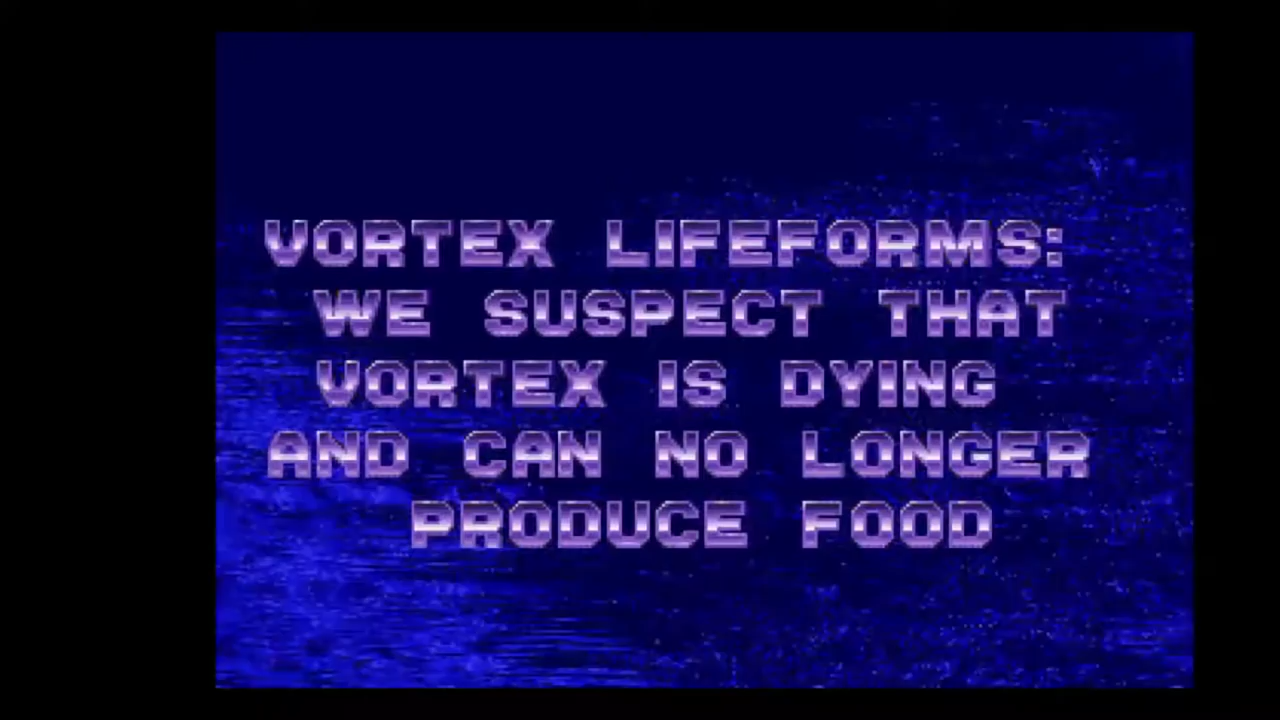 VORTEX LIFEFORMS:
WE SUSPECT THAT
VORTEX IS DYING
AND CAN NO LONGER
PRODUCE FOOD